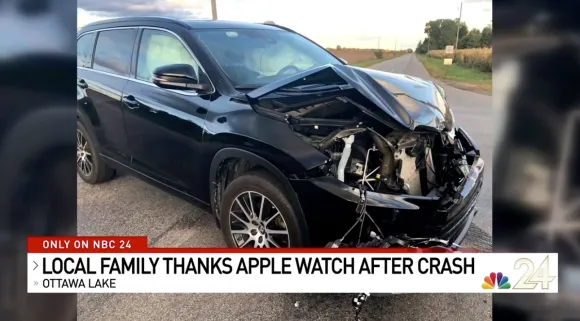 ONLY ON NBC 24
LOCAL FAMILY THANKS APPLE WATCH AFTER CRASH
OTTAWA LAKE
24